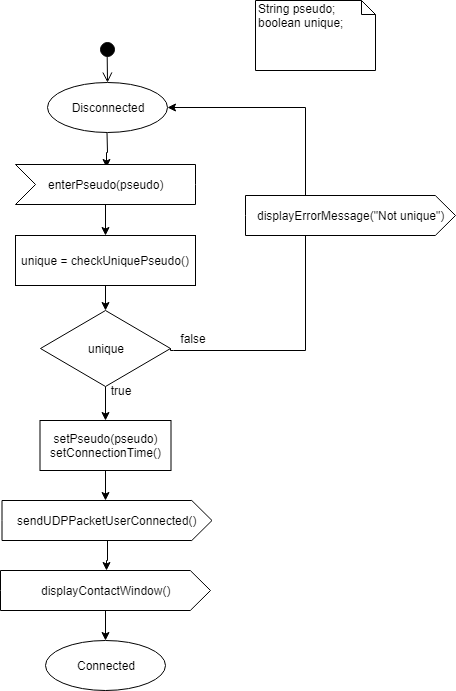 String pseudo;
boolean unique;
Disconnected
enterPseudo(pseudo)
displayErrorMessage("Not unique")
unique = checkUniquePseudo()
unique
false
true
setPseudo(pseudo)
setConnectionTime()
sendUDPPacketUserConnected()
displayContactWindow()
Connected